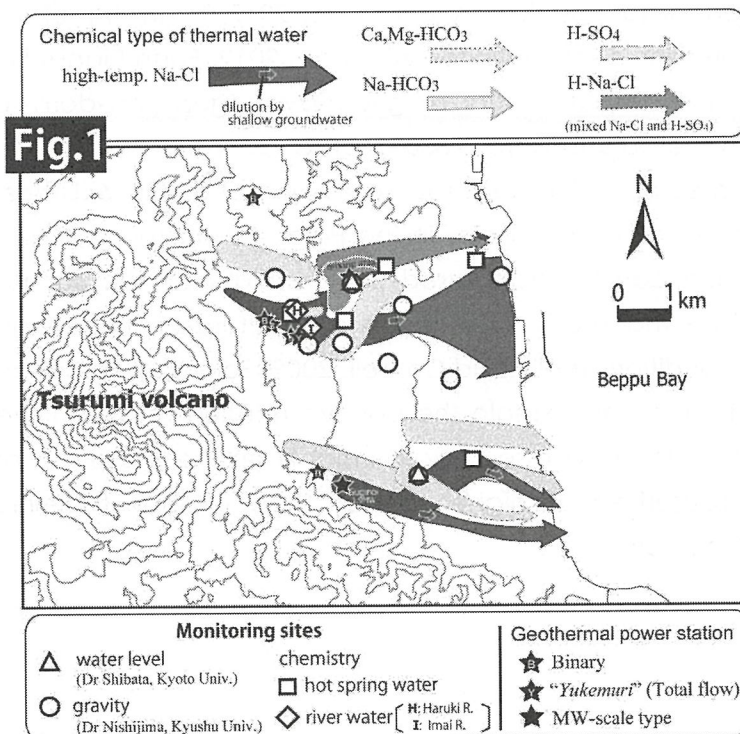 Chemical type of thermal water
high-temp. Na-Cl
dilution by
shallow groundwater
Ca,Mg-HCO₃
Na-HCO₃
H-SO₄
H-Na-Cl
(mixed Na-Cl and H-SO₄)
Fig.1
N
0 1 km
H
I
Tsurumi volcano
Beppu Bay
Monitoring sites
water level
(Dr Shibata, Kyoto Univ.)
gravity
(Dr Nishijima, Kyushu Univ.)
chemistry
hot spring water
river water
H: Haruki R.
I: Imai R.
Geothermal power station
B Binary
Y "Yukemuri" (Total flow)
MW-scale type